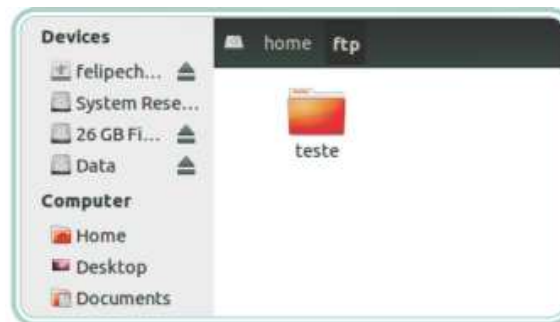 Devices
felipech...
System Rese...
26 GB Fi...
Data
Computer
Home
Desktop
Documents
home ftp
teste